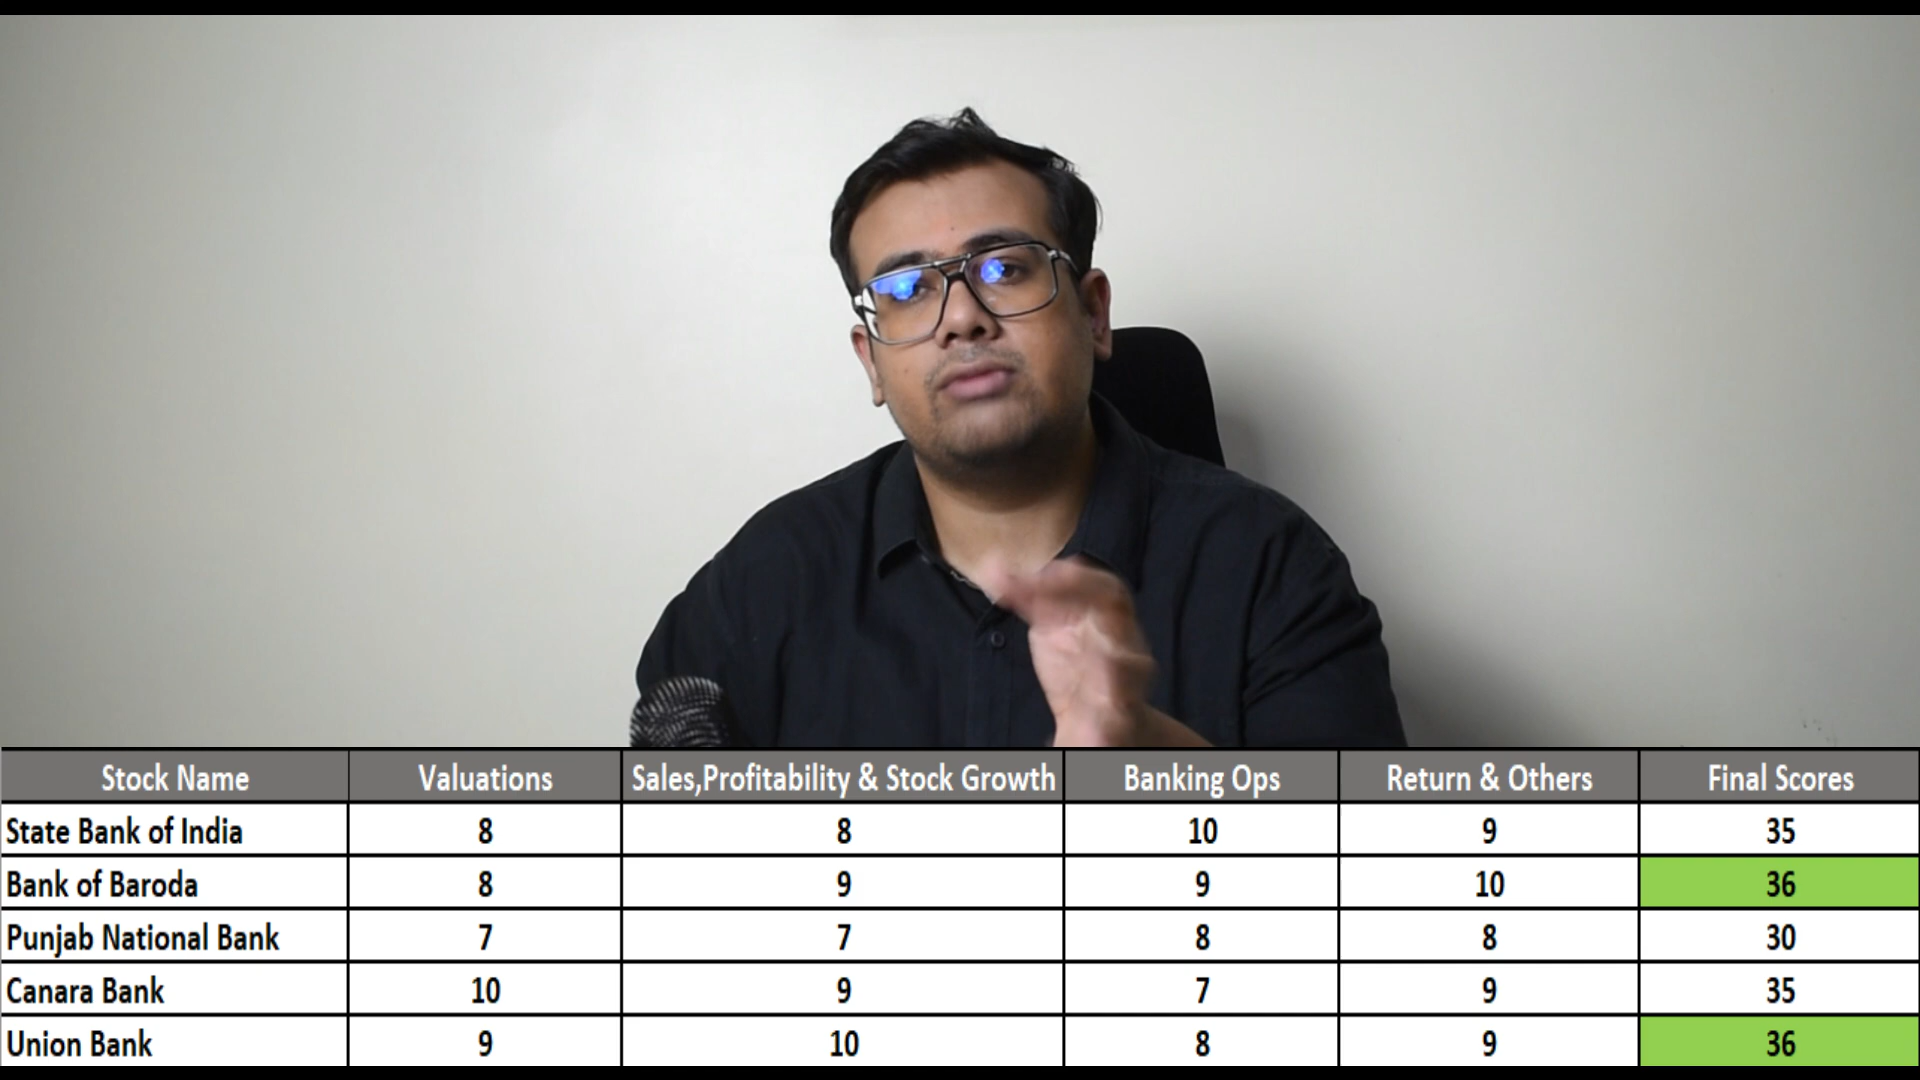 Stock Name Valuations Sales,Profitability & Stock Growth Banking Ops Return & Others Final Scores
State Bank of India 8 8 10 9 35
Bank of Baroda 8 9 9 10 36
Punjab National Bank 7 7 8 8 30
Canara Bank 10 9 7 9 35
Union Bank 9 10 8 9 36